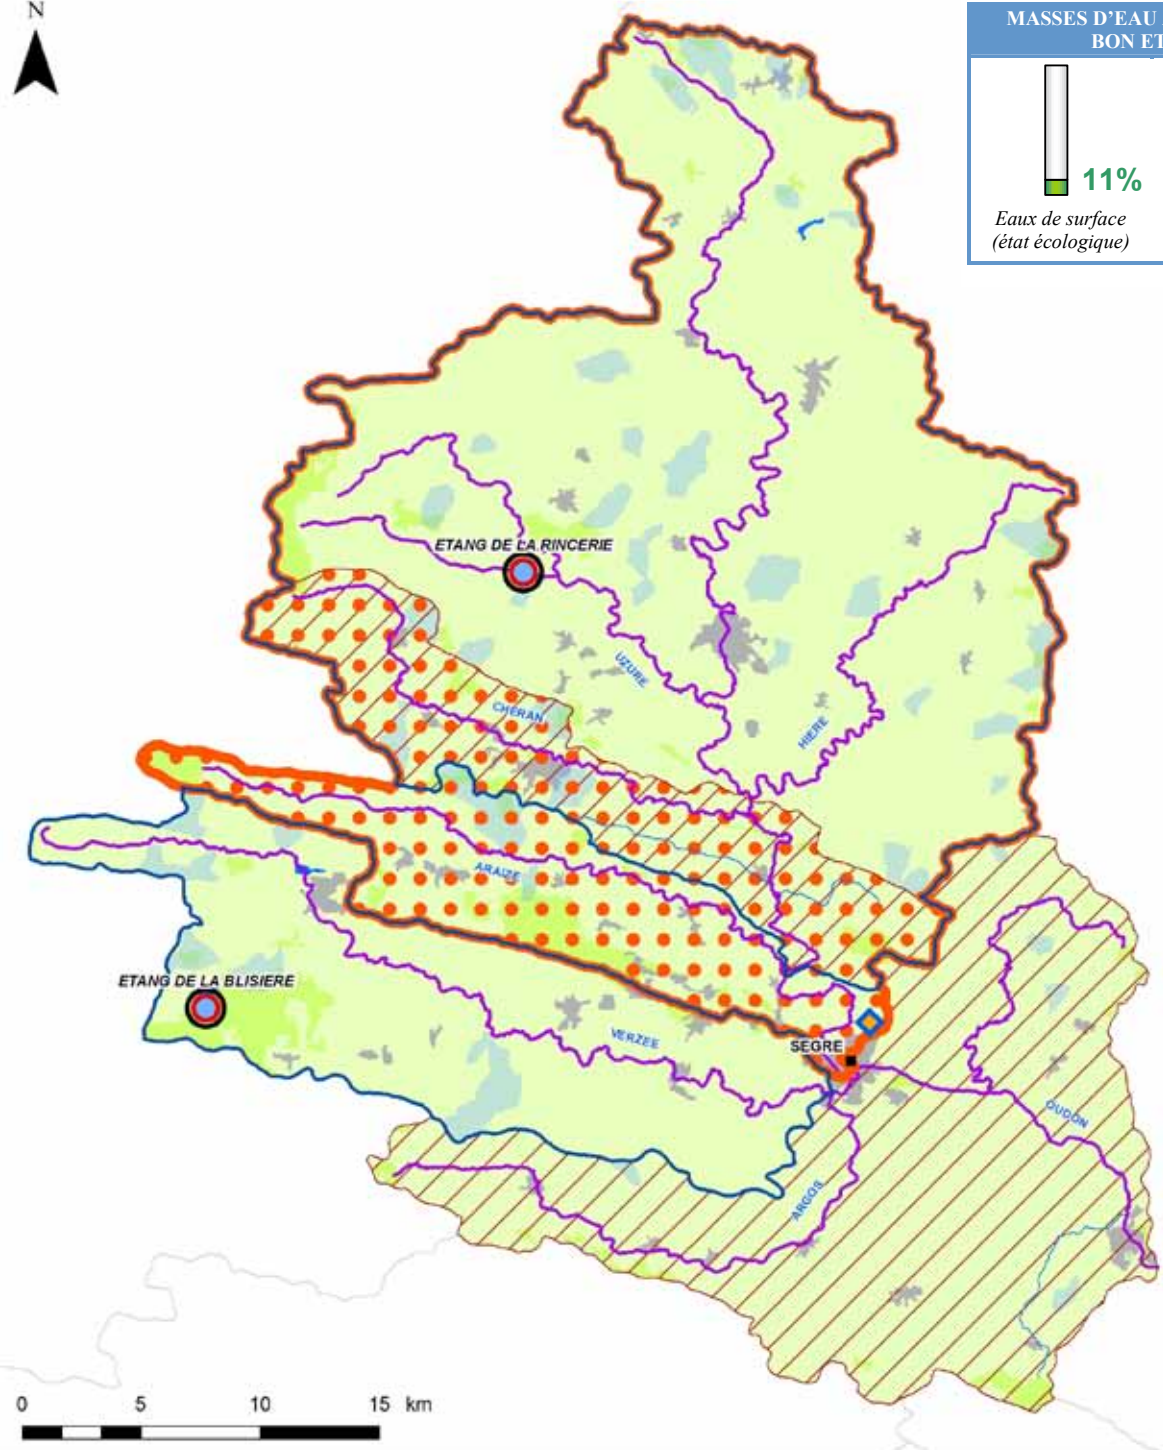 N
MASSES D'EAU
BON ET
11%
Eaux de surface
(état écologique)
ETANG DE LA RINCERIE
UZURE
CHÉRAN
HIERE
ARAIZE
ETANG DE LA BLISIERE
VERZEE
SEGRE
OUDON
ARGOS
0 5 10 15 km